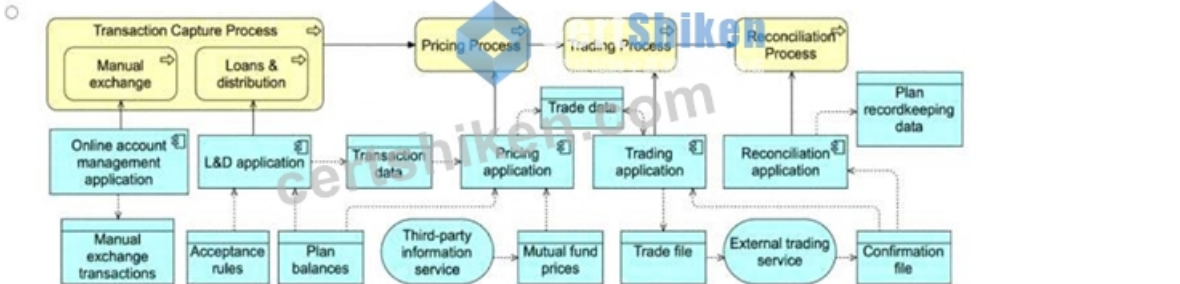 Transaction Capture Process
Manual
exchange
Loans &
distribution
Pricing Process
Trading Process
Reconciliation
Process
Plan
recordkeeping
data
Trade data
Online account
management
application
L&D application
Transaction
data
Pricing
application
Trading
application
Reconciliation
application
Manual
exchange
transactions
Acceptance
rules
Plan
balances
Third-party
information
service
Mutual fund
prices
Trade file
External trading
service
Confirmation
file
certShiken
certshiken.com